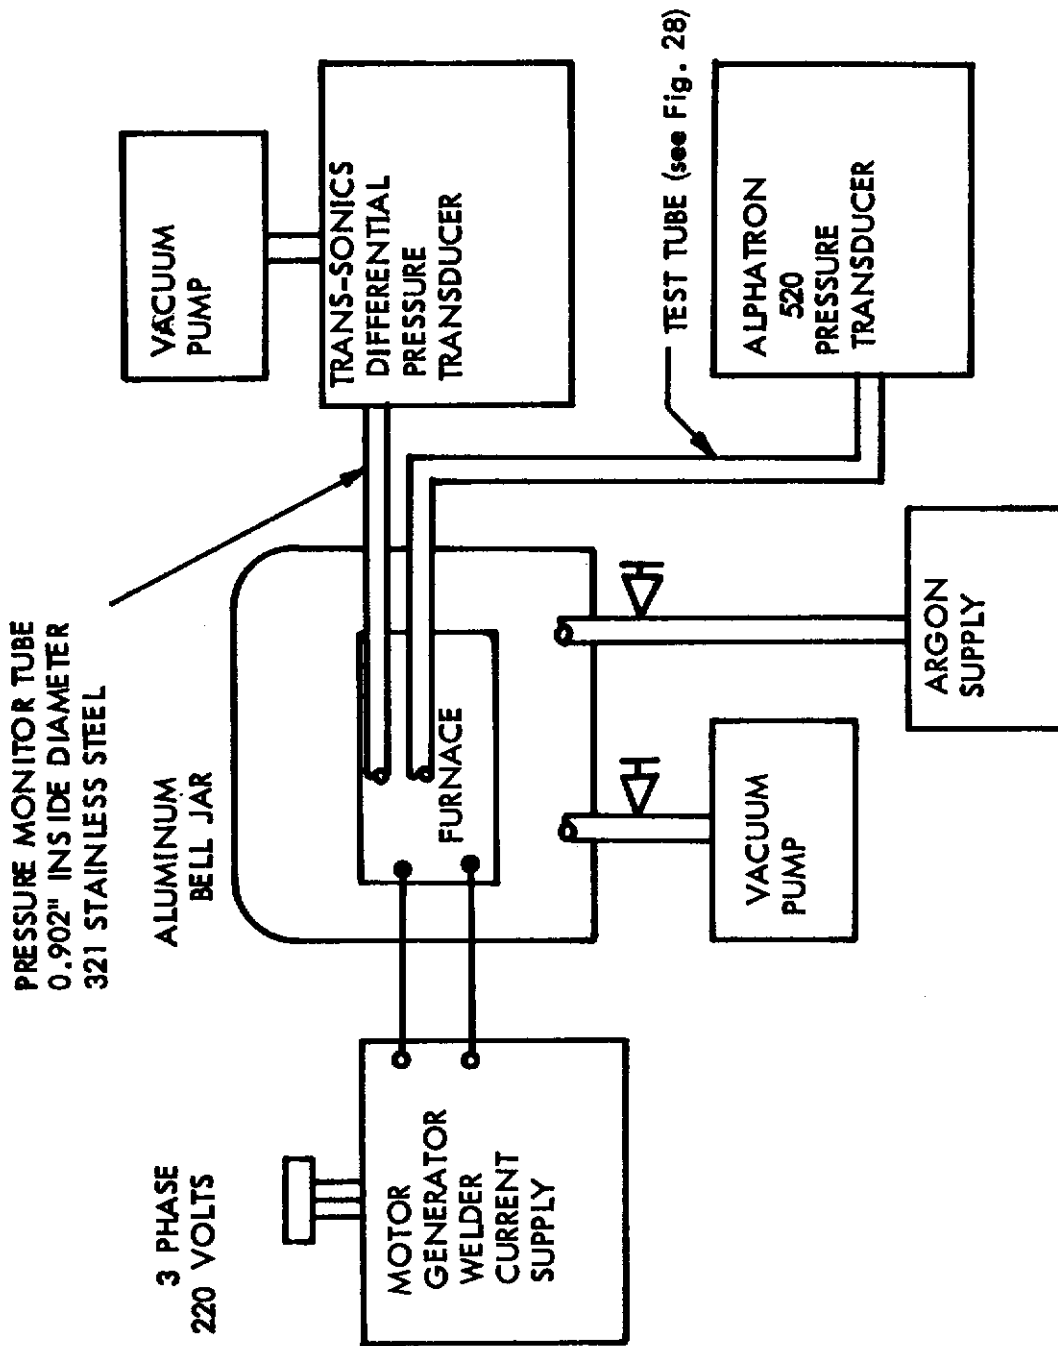 PRESSURE MONITOR TUBE
0.902" INSIDE DIAMETER
321 STAINLESS STEEL
ALUMINUM
BELL JAR
3 PHASE
220 VOLTS
MOTOR
GENERATOR
WELDER
CURRENT
SUPPLY
FURNACE
VACUUM
PUMP
TRANS-SONICS
DIFFERENTIAL
PRESSURE
TRANSDUCER
TEST TUBE (see Fig. 28)
ALPHATRON
520
PRESSURE
TRANSDUCER
VACUUM
PUMP
ARGON
SUPPLY